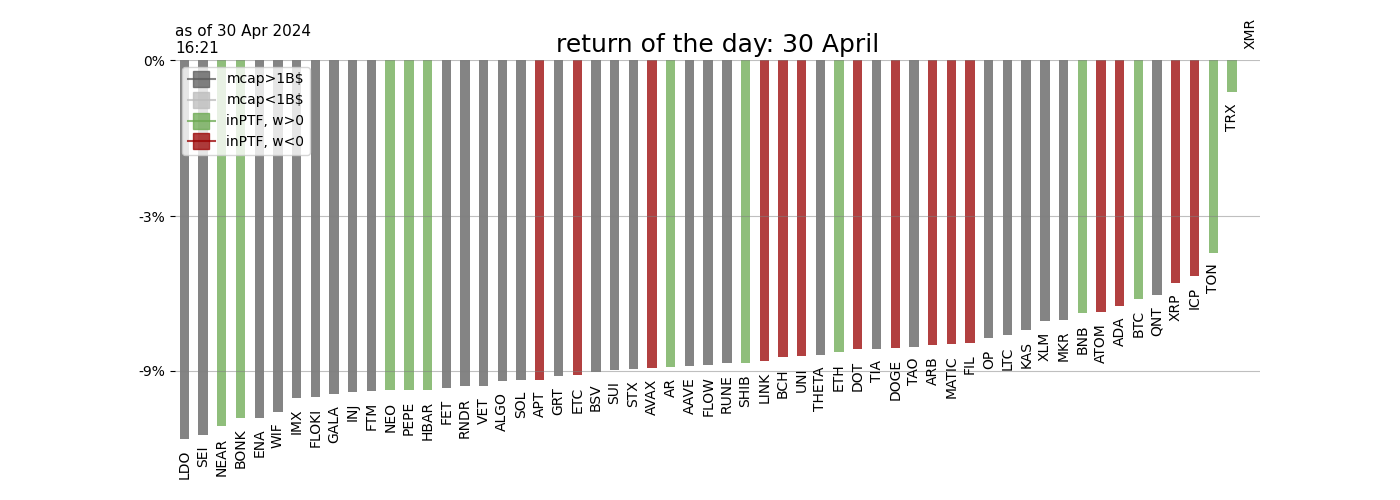 as of 30 Apr 2024
16:21
return of the day: 30 April
XMR
0%
mcap>1B$
mcap<1B$
inPTF, w>0
inPTF, w<0
-3%
-9%
LDO
SEI
NEAR
BONK
ENA
WIF
IMX
FLOKI
GALA
INJ
FTM
NEO
PEPE
HBAR
FET
RNDR
VET
ALGO
SOL
APT
GRT
ETC
BSV
SUI
STX
AVAX
AR
AAVE
FLOW
RUNE
SHIB
LINK
BCH
UNI
THETA
ETH
DOT
TIA
DOGE
TAO
ARB
MATIC
FIL
OP
LTC
KAS
XLM
MKR
BNB
ATOM
ADA
BTC
QNT
XRP
ICP
TON
TRX